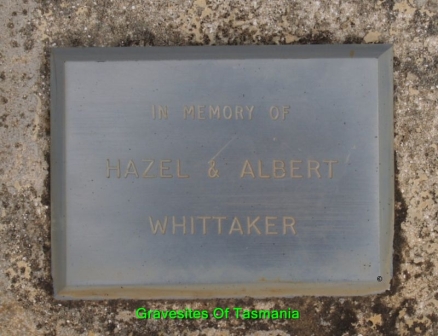 IN MEMORY OF
HAZEL & ALBERT
WHITTAKER
Gravesites Of Tasmania